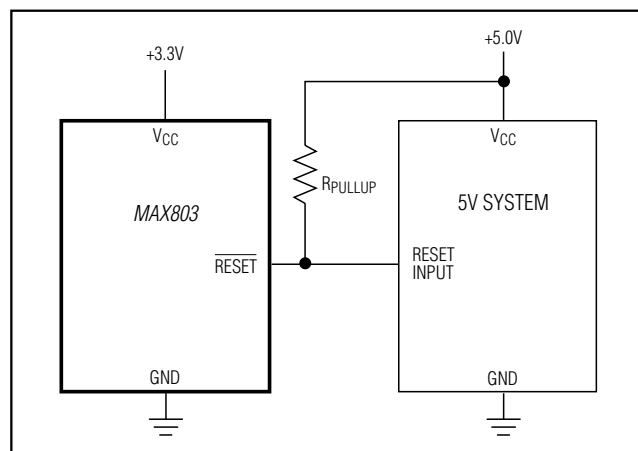 +3.3V
+5.0V
VCC
VCC
RPULLUP
MAX803
5V SYSTEM
RESET
RESET
INPUT
GND
GND